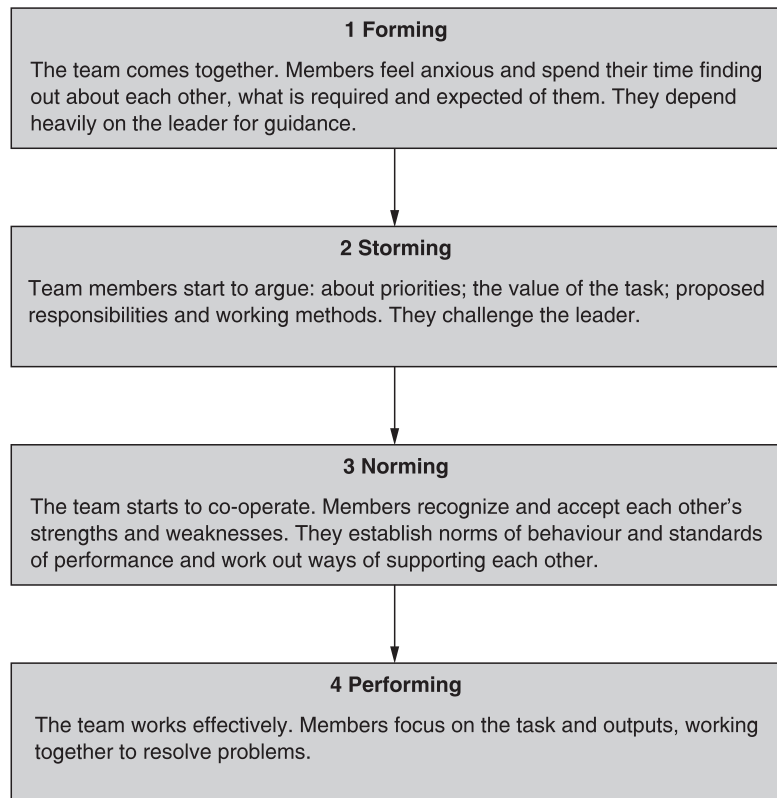 1 Forming
The team comes together. Members feel anxious and spend their time finding
out about each other, what is required and expected of them. They depend
heavily on the leader for guidance.
2 Storming
Team members start to argue: about priorities; the value of the task; proposed
responsibilities and working methods. They challenge the leader.
3 Norming
The team starts to co-operate. Members recognize and accept each other’s
strengths and weaknesses. They establish norms of behaviour and standards
of performance and work out ways of supporting each other.
4 Performing
The team works effectively. Members focus on the task and outputs, working
together to resolve problems.